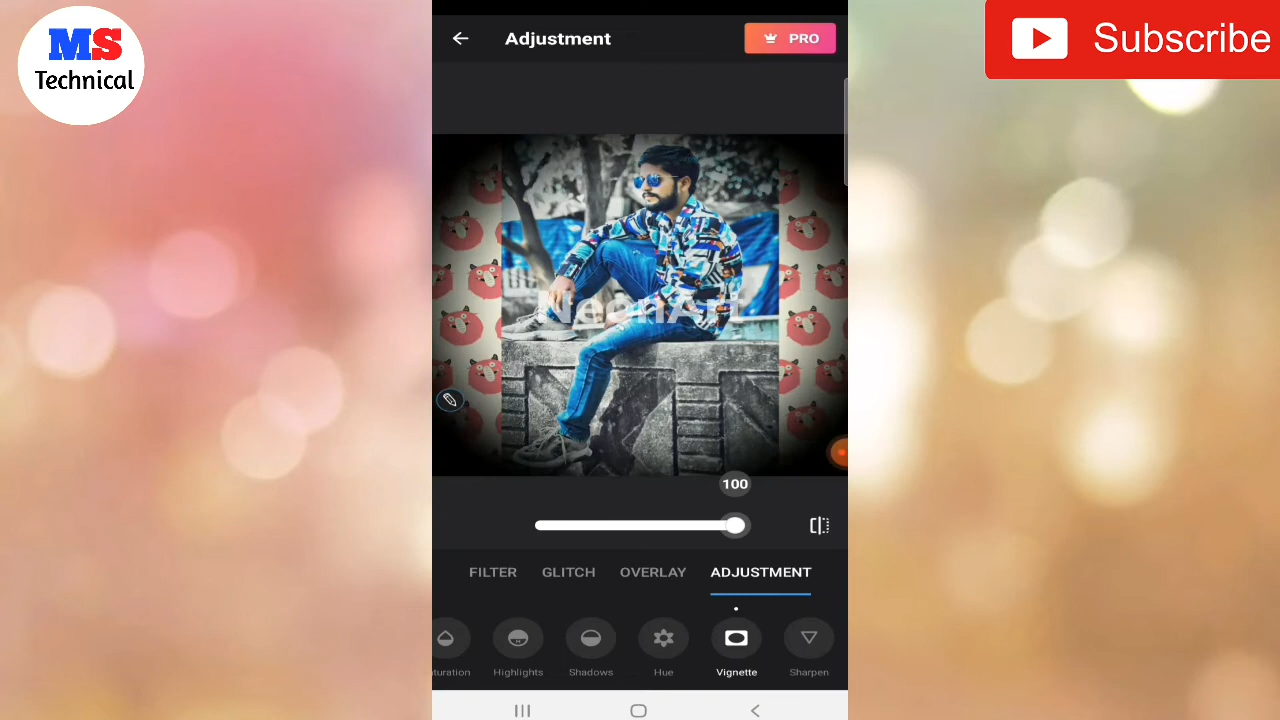 MS
Technical
Subscribe
Adjustment
PRO
NeonArt
100
FILTER GLITCH OVERLAY ADJUSTMENT
turation Highlights Shadows Hue Vignette Sharpen